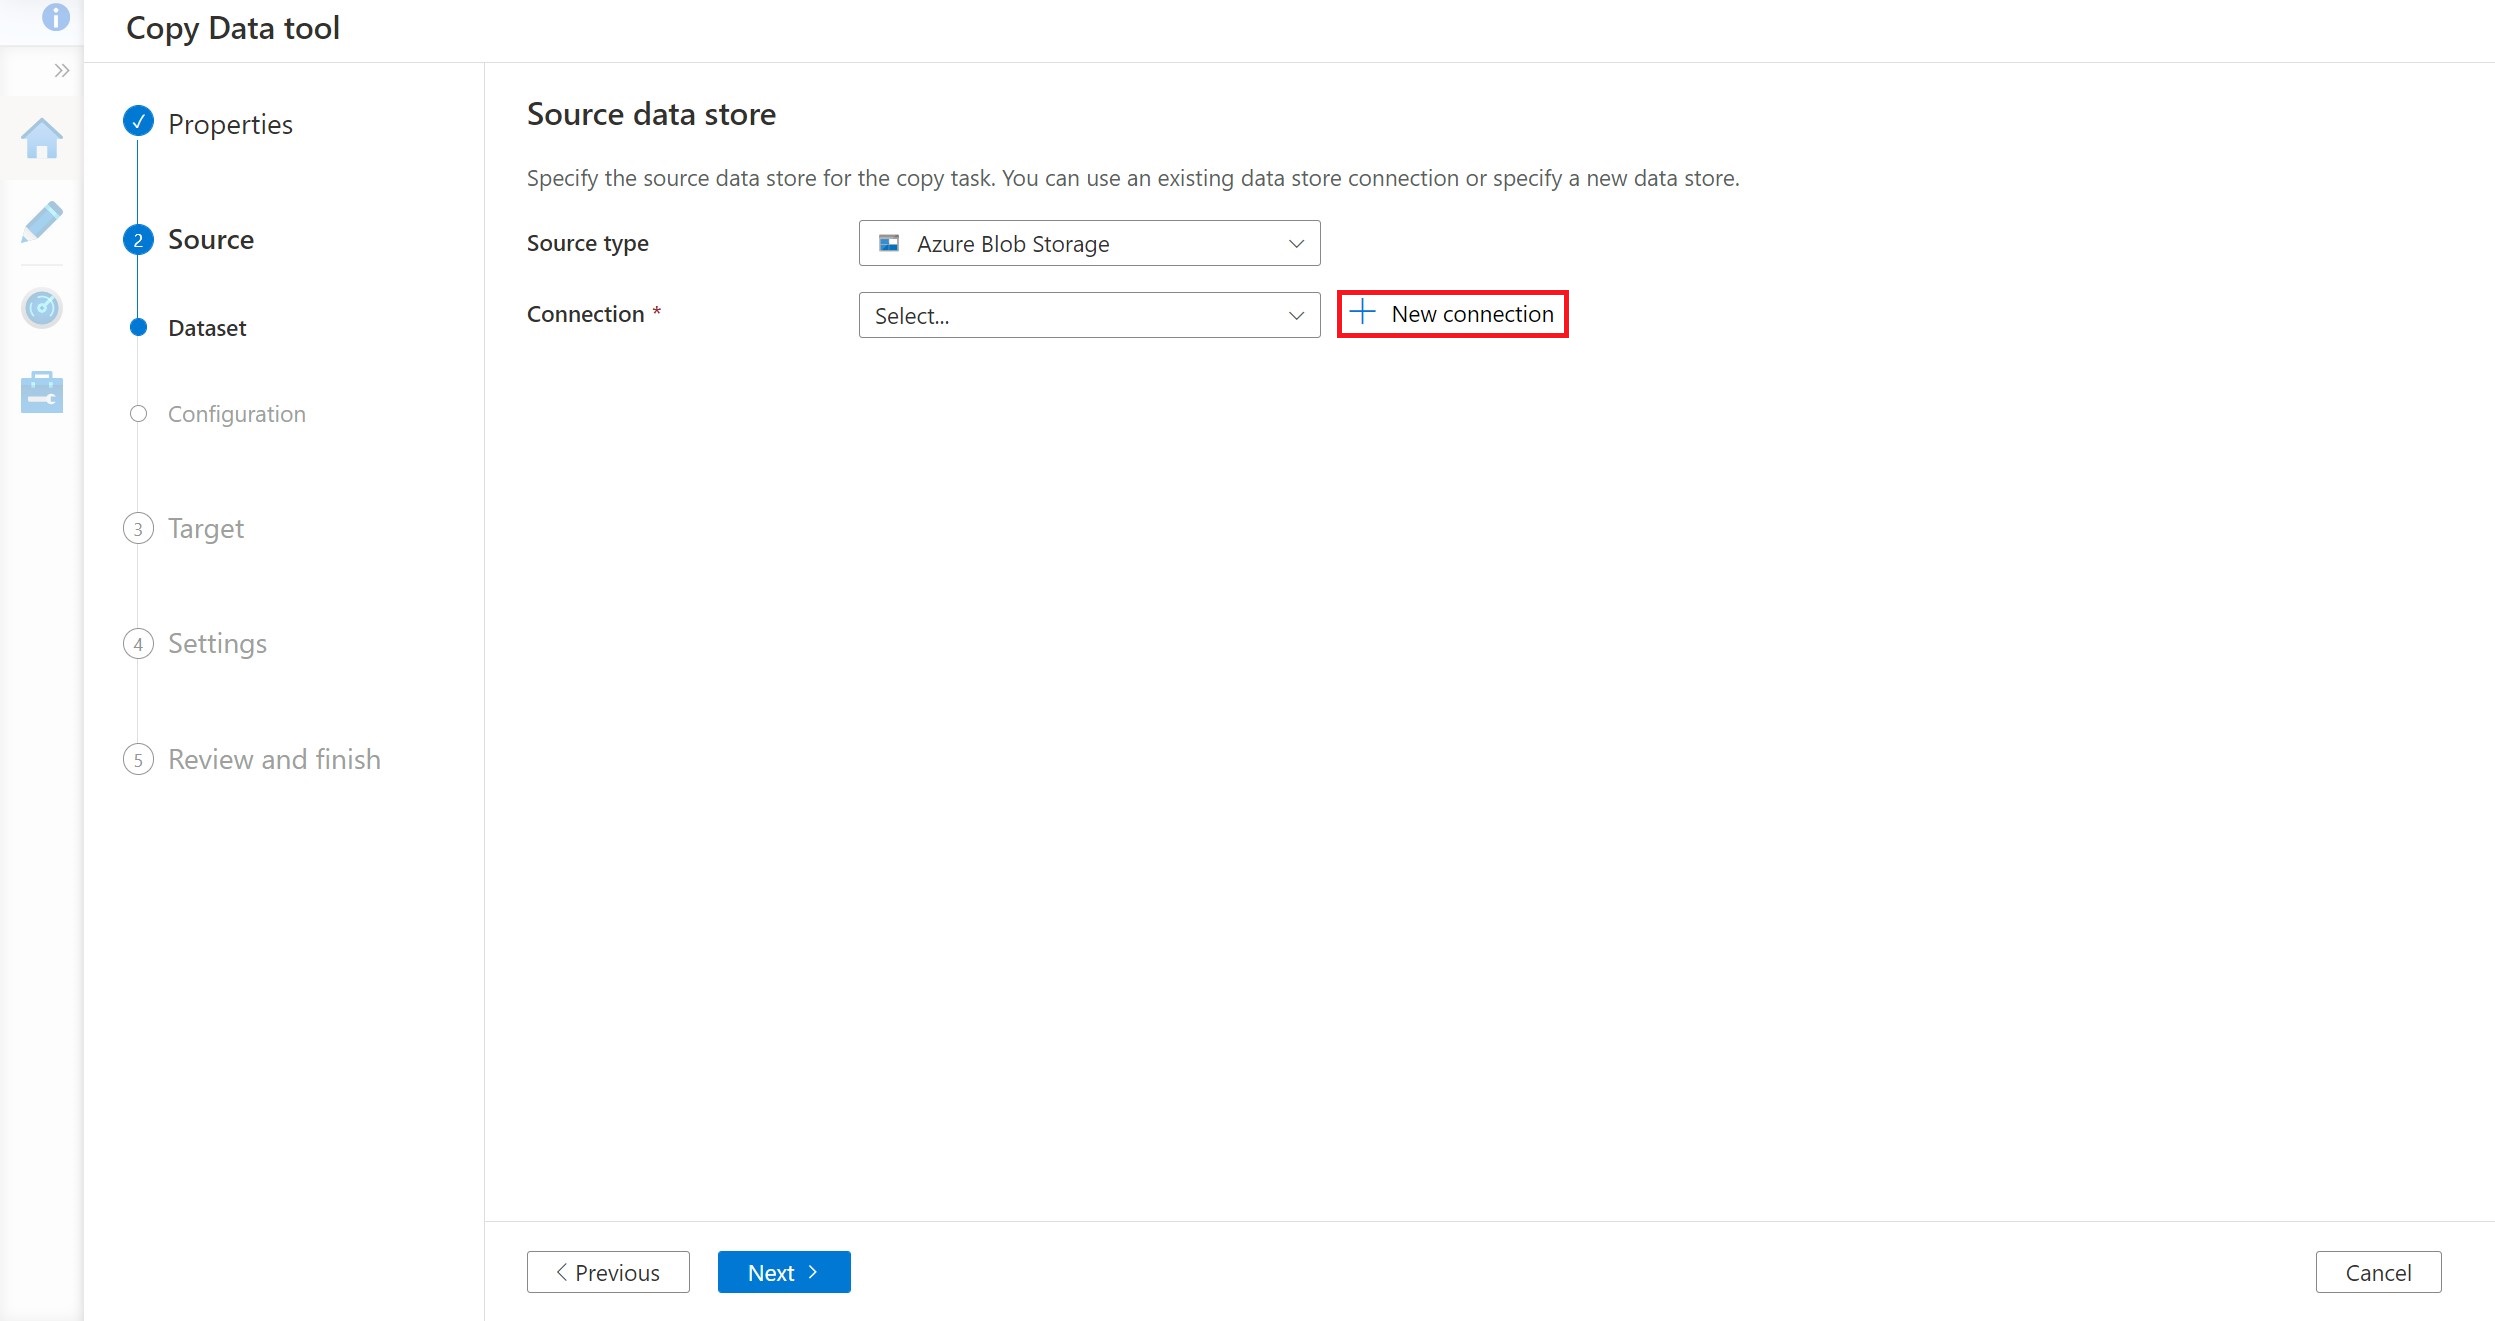 Copy Data tool
Properties
2 Source
Dataset
Configuration
3 Target
4 Settings
5 Review and finish
Source data store
Specify the source data store for the copy task. You can use an existing data store connection or specify a new data store.
Source type Azure Blob Storage
Connection * Select... New connection
Previous Next Cancel